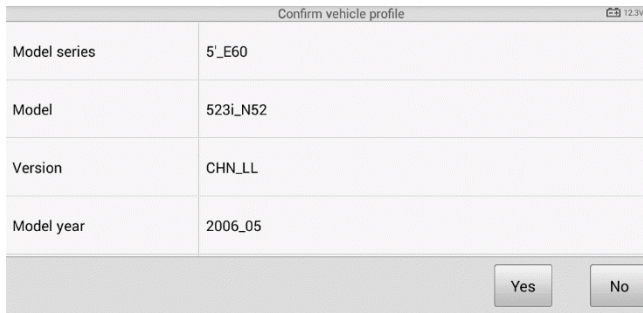 Confirm vehicle profile
12.3V
Model series 5'_E60
Model 523i_N52
Version CHN_LL
Model year 2006_05
Yes No